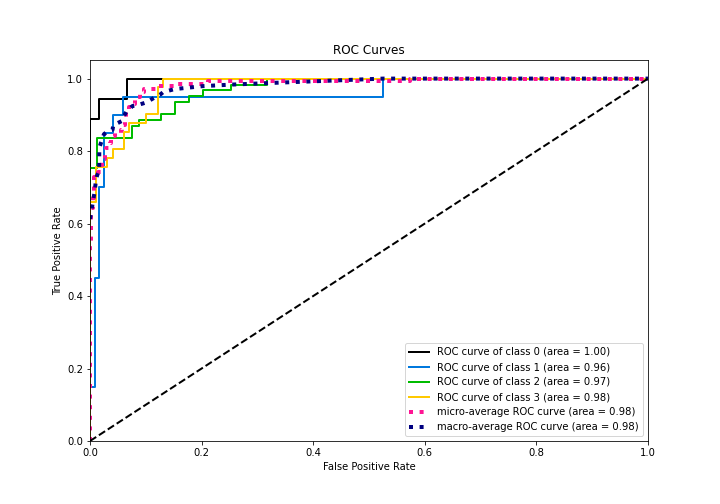 ROC Curves
True Positive Rate
1.0
0.8
0.6
0.4
0.2
0.0
ROC curve of class 0 (area = 1.00)
ROC curve of class 1 (area = 0.96)
ROC curve of class 2 (area = 0.97)
ROC curve of class 3 (area = 0.98)
micro-average ROC curve (area = 0.98)
macro-average ROC curve (area = 0.98)
0.0 0.2 0.4 0.6 0.8 1.0
False Positive Rate